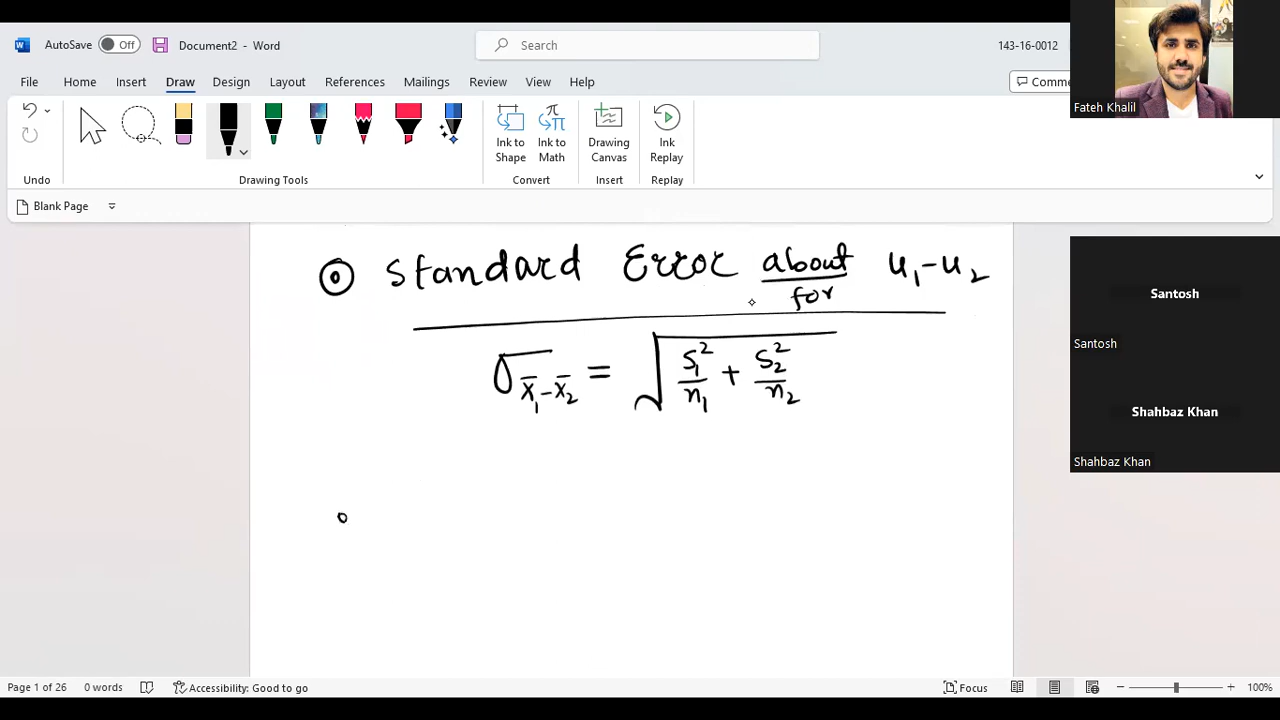 AutoSave Off Document2 - Word Search 143-16-0012
File Home Insert Draw Design Layout References Mailings Review View Help Comme
Undo
Ink to Shape
Ink to Math
Drawing Canvas
Ink Replay
Undo Drawing Tools Convert Insert Replay
Blank Page
Fateh Khalil
Standard Error about/for u₁-u₂
σ x̄₁-x̄₂ = √(S₁²/n₁ + S₂²/n₂)
Santosh
Santosh
Shahbaz Khan
Shahbaz Khan
Page 1 of 26 0 words Accessibility: Good to go Focus 100%